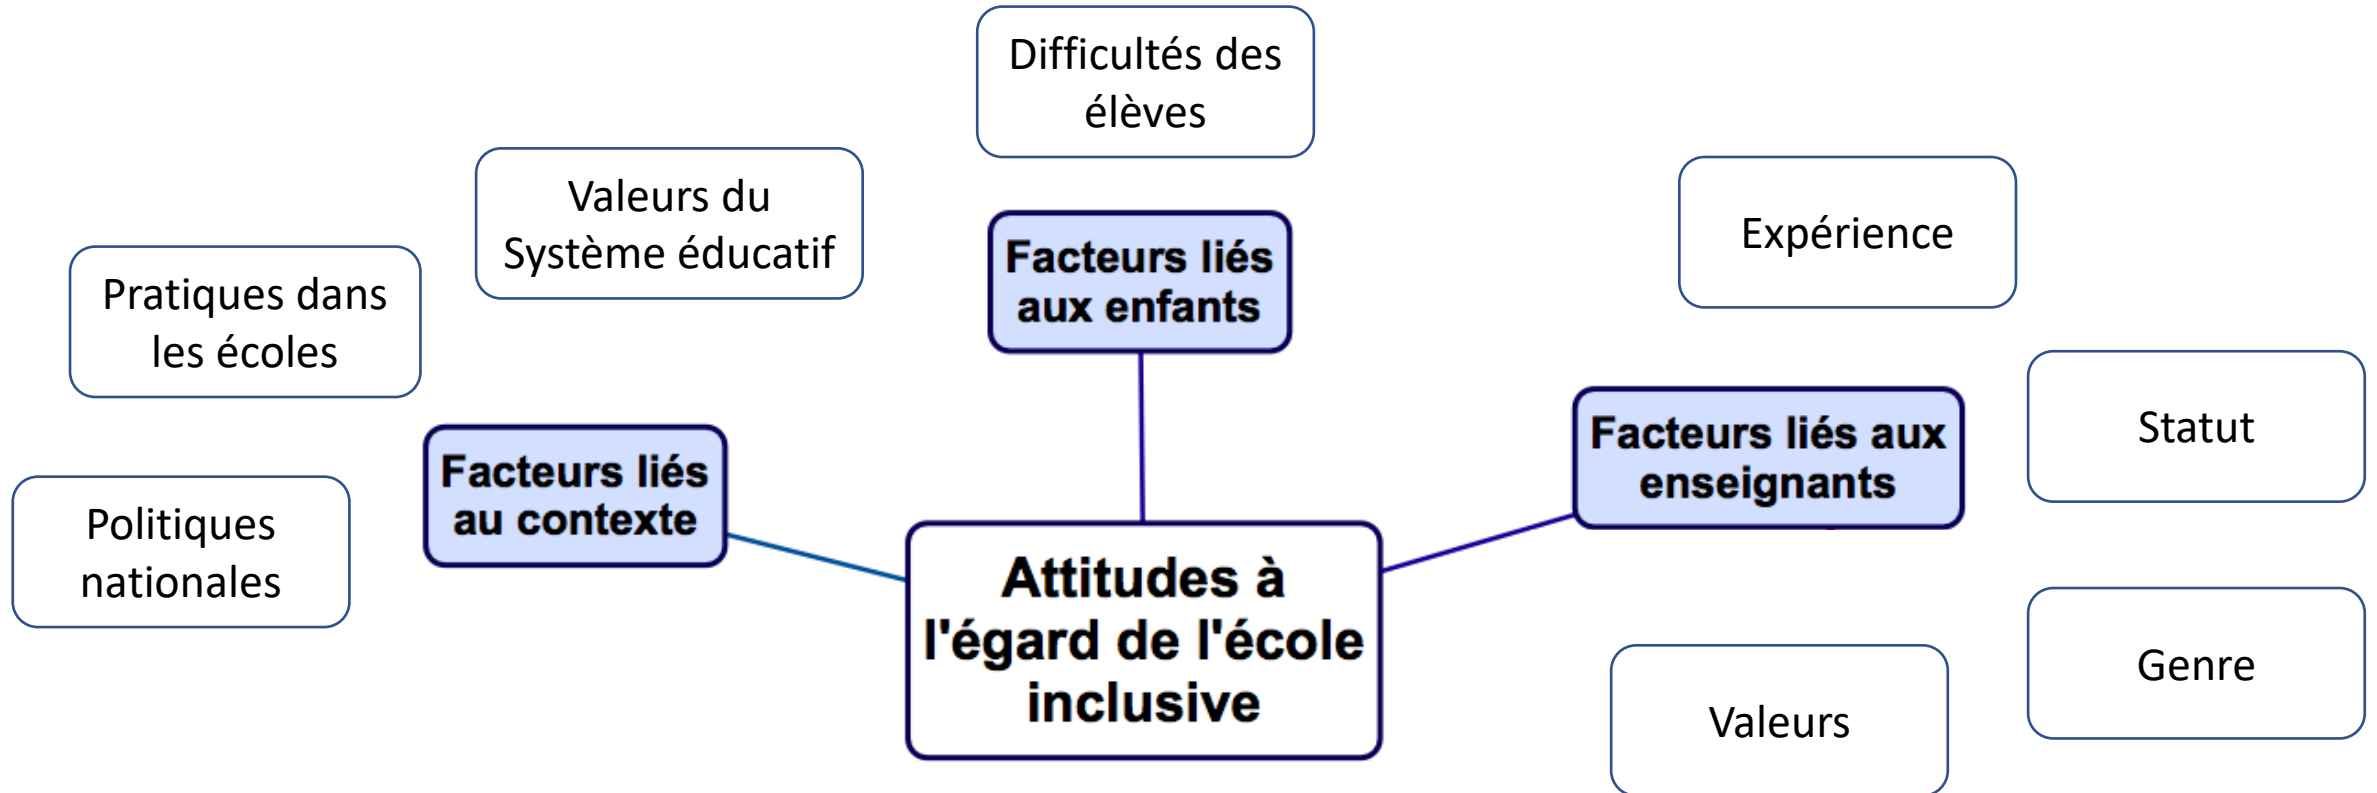 Difficultés des
élèves
Valeurs du
Système éducatif
Expérience
Facteurs liés
aux enfants
Pratiques dans
les écoles
Statut
Facteurs liés aux
enseignants
Facteurs liés
au contexte
Politiques
nationales
Attitudes à
l'égard de l'école
inclusive
Genre
Valeurs